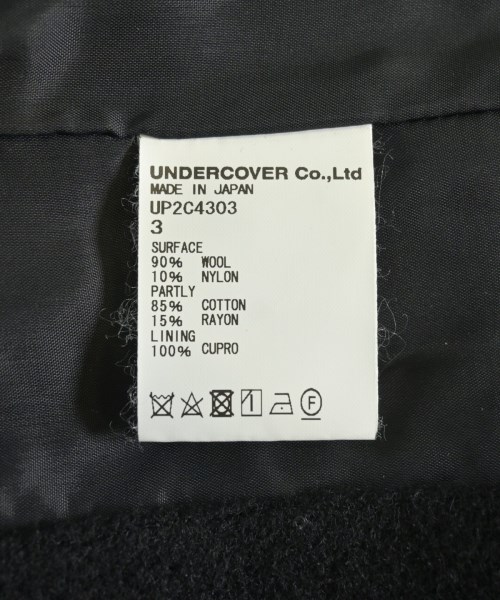 UNDERCOVER Co.,Ltd
MADE IN JAPAN
UP2C4303
3
SURFACE
90% WOOL
10% NYLON
PARTLY
85% COTTON
15% RAYON
LINING
100% CUPRO
F